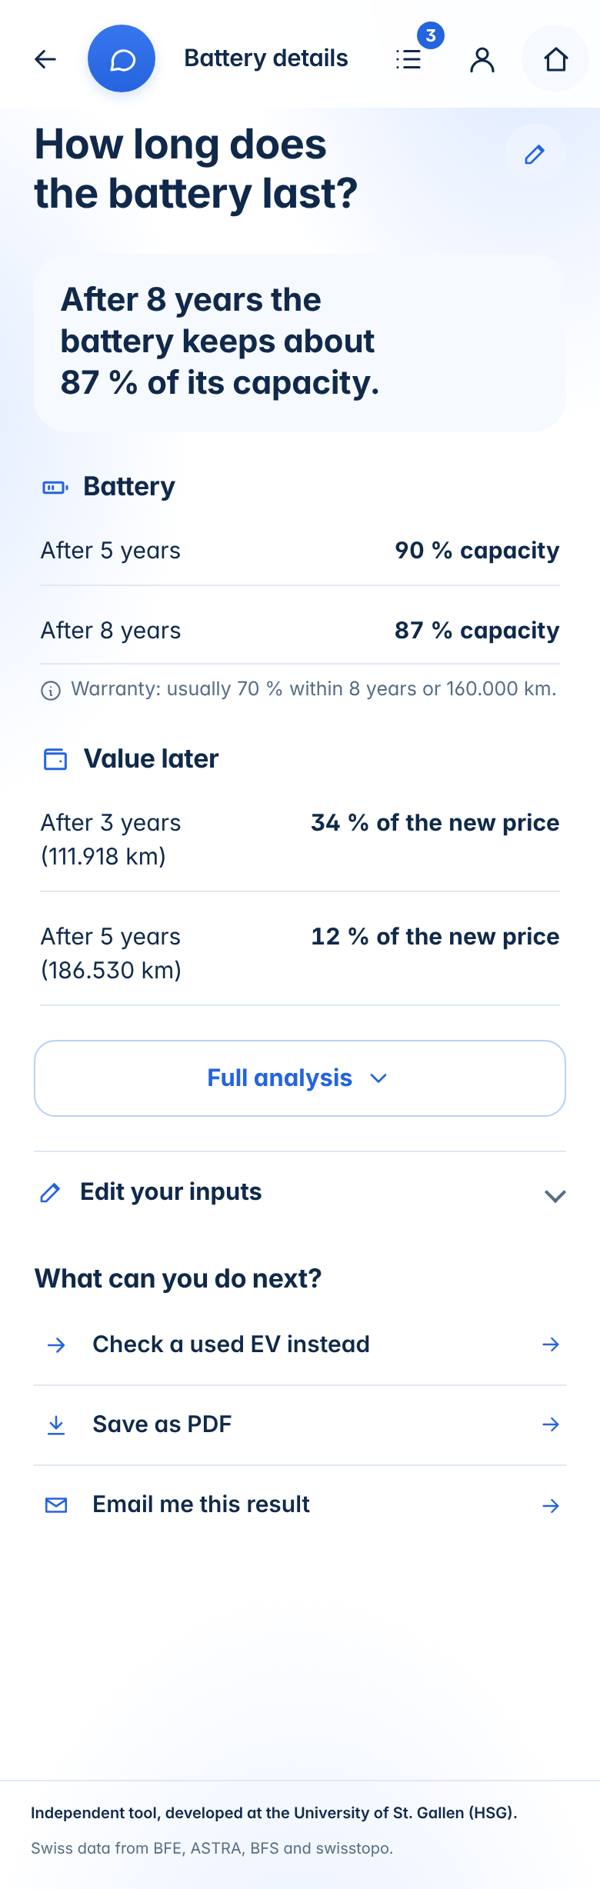 Battery details
3
How long does
the battery last?
After 8 years the
battery keeps about
87 % of its capacity.
Battery
After 5 years 90 % capacity
After 8 years 87 % capacity
Warranty: usually 70 % within 8 years or 160.000 km.
Value later
After 3 years 34 % of the new price
(111.918 km)
After 5 years 12 % of the new price
(186.530 km)
Full analysis
Edit your inputs
What can you do next?
Check a used EV instead
Save as PDF
Email me this result
Independent tool, developed at the University of St. Gallen (HSG).
Swiss data from BFE, ASTRA, BFS and swisstopo.